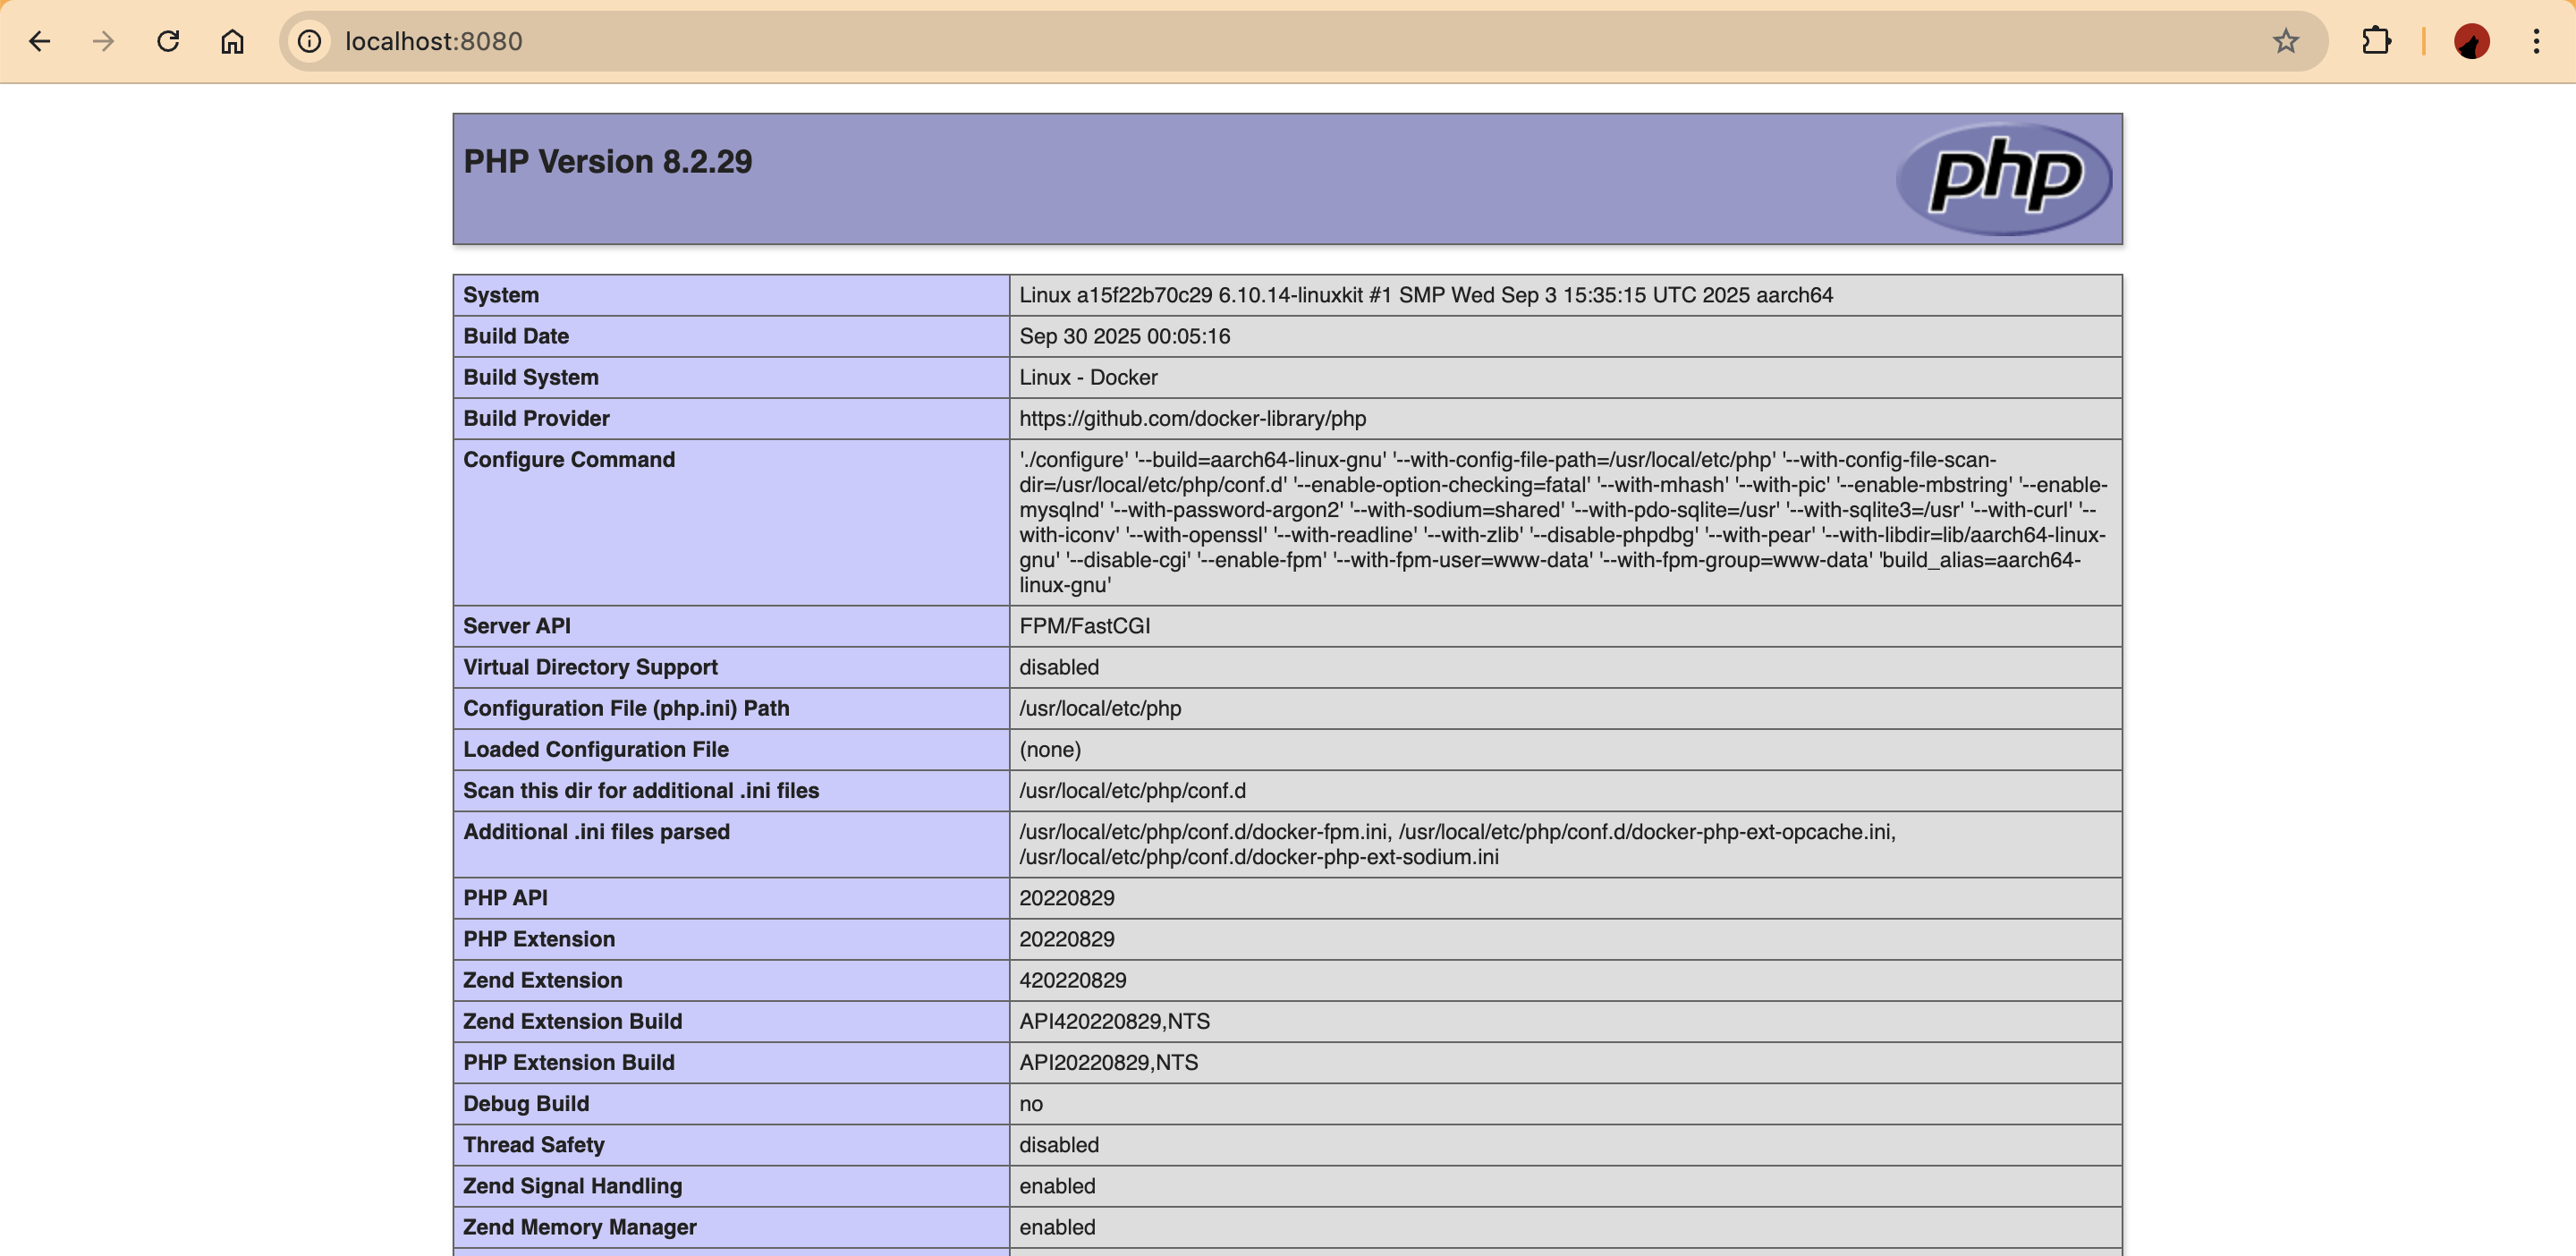 localhost:8080
PHP Version 8.2.29
php
System Linux a15f22b70c29 6.10.14-linuxkit #1 SMP Wed Sep 3 15:35:15 UTC 2025 aarch64
Build Date Sep 30 2025 00:05:16
Build System Linux - Docker
Build Provider https://github.com/docker-library/php
Configure Command './configure' '--build=aarch64-linux-gnu' '--with-config-file-path=/usr/local/etc/php' '--with-config-file-scan-
dir=/usr/local/etc/php/conf.d' '--enable-option-checking=fatal' '--with-mhash' '--with-pic' '--enable-mbstring' '--enable-
mysqlnd' '--with-password-argon2' '--with-sodium=shared' '--with-pdo-sqlite=/usr' '--with-sqlite3=/usr' '--with-curl' '--
with-iconv' '--with-openssl' '--with-readline' '--with-zlib' '--disable-phpdbg' '--with-pear' '--with-libdir=lib/aarch64-linux-
gnu' '--disable-cgi' '--enable-fpm' '--with-fpm-user=www-data' '--with-fpm-group=www-data' 'build_alias=aarch64-
linux-gnu'
Server API FPM/FastCGI
Virtual Directory Support disabled
Configuration File (php.ini) Path /usr/local/etc/php
Loaded Configuration File (none)
Scan this dir for additional .ini files /usr/local/etc/php/conf.d
Additional .ini files parsed /usr/local/etc/php/conf.d/docker-fpm.ini, /usr/local/etc/php/conf.d/docker-php-ext-opcache.ini,
/usr/local/etc/php/conf.d/docker-php-ext-sodium.ini
PHP API 20220829
PHP Extension 20220829
Zend Extension 420220829
Zend Extension Build API420220829,NTS
PHP Extension Build API20220829,NTS
Debug Build no
Thread Safety disabled
Zend Signal Handling enabled
Zend Memory Manager enabled